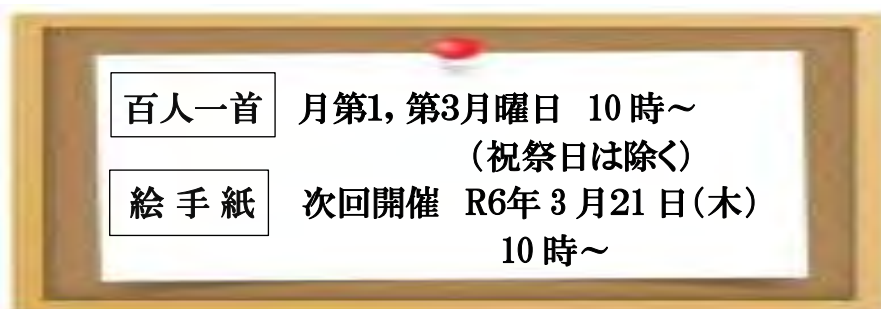 百人一首 月第1,第3月曜日 10時~
(祝祭日は除く)
絵手紙 次回開催 R6年3月21日(木)
10時~